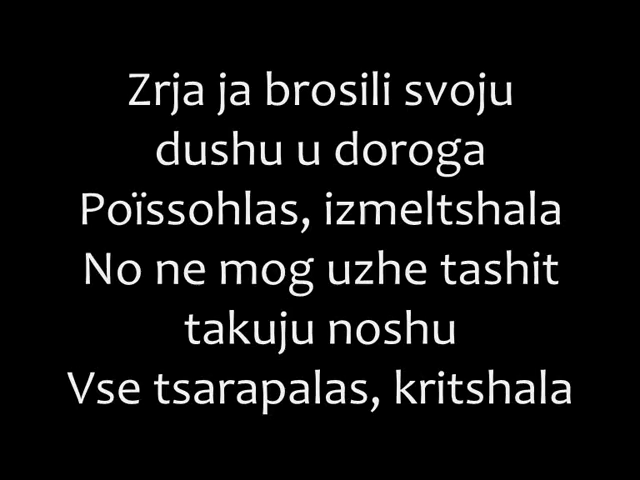 Zrja ja brosili svoju
dushu u doroga
Poïssohlas, izmeltshala
No ne mog uzhe tashit
takuju noshu
Vse tsarapalas, kritshala